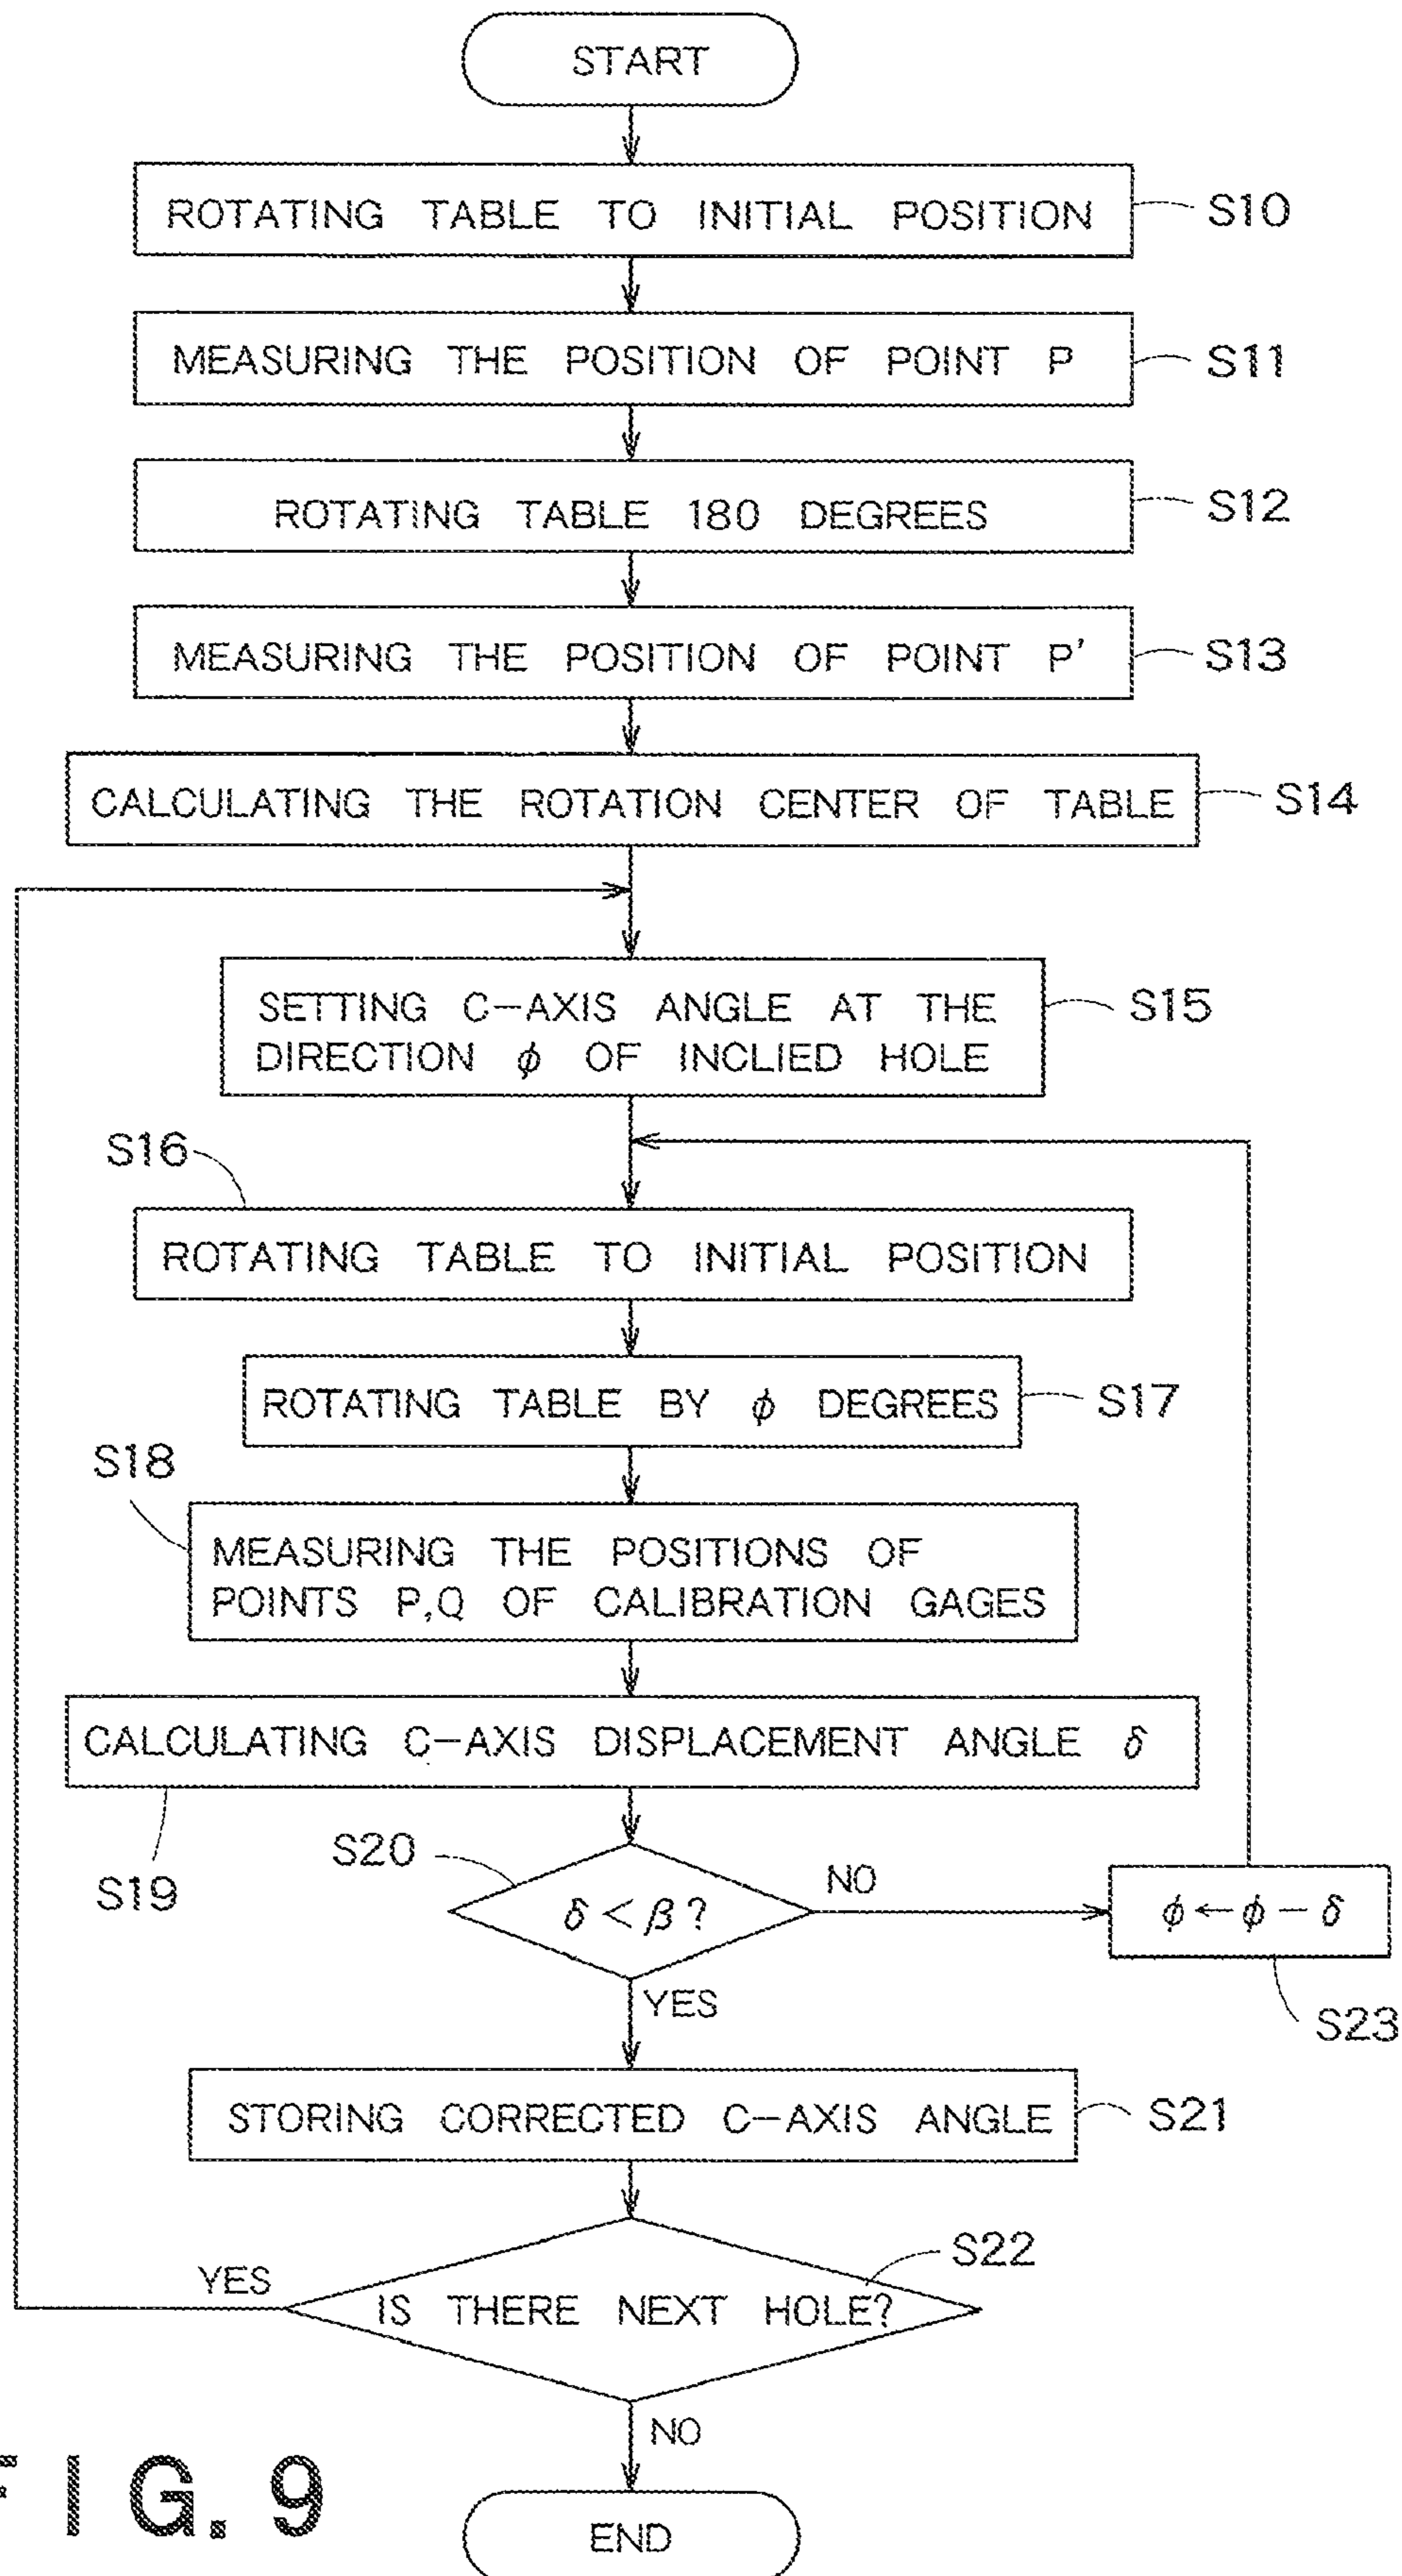 START
ROTATING TABLE TO INITIAL POSITION
S10
MEASURING THE POSITION OF POINT P
S11
ROTATING TABLE 180 DEGREES
S12
MEASURING THE POSITION OF POINT P'
S13
CALCULATING THE ROTATION CENTER OF TABLE
S14
SETTING C-AXIS ANGLE AT THE
DIRECTION ϕ OF INCLIED HOLE
S15
S16
ROTATING TABLE TO INITIAL POSITION
ROTATING TABLE BY ϕ DEGREES
S17
S18
MEASURING THE POSITIONS OF
POINTS P,Q OF CALIBRATION GAGES
CALCULATING C-AXIS DISPLACEMENT ANGLE δ
S19
S20
δ < β ?
NO
ϕ ← ϕ − δ
S23
YES
STORING CORRECTED C-AXIS ANGLE
S21
S22
YES
IS THERE NEXT HOLE?
NO
FIG. 9
END